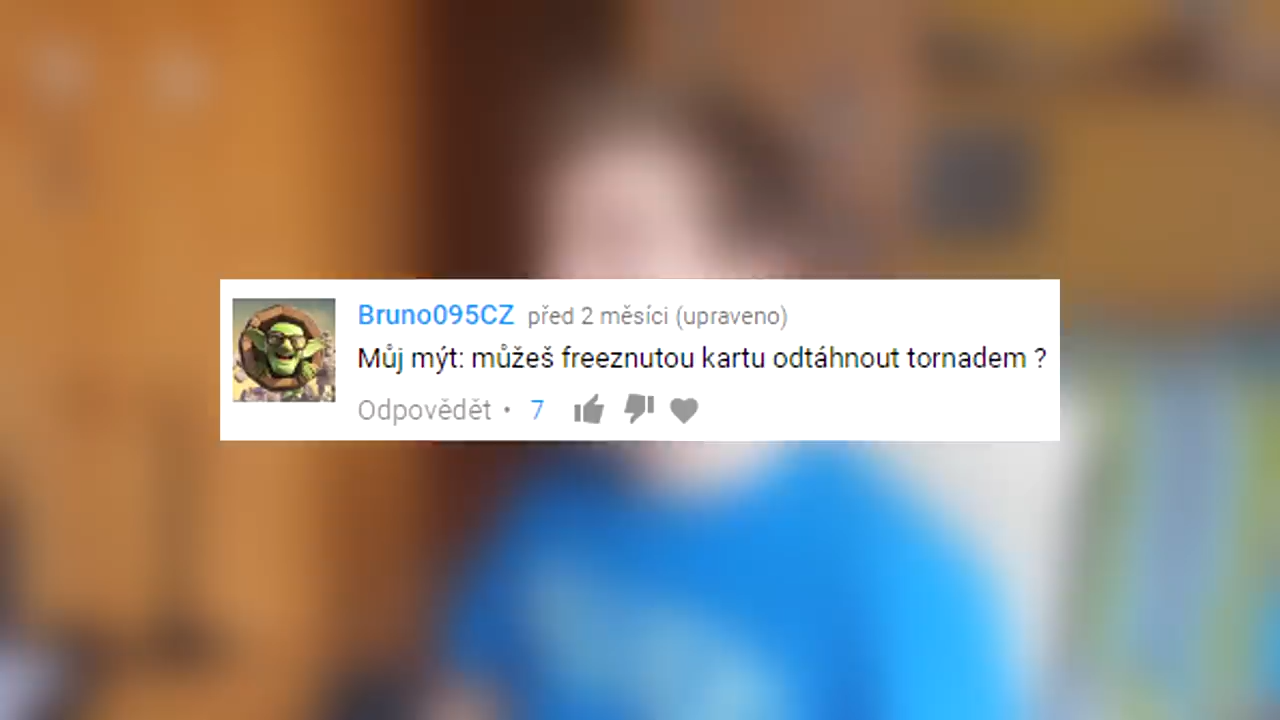 Bruno095CZ před 2 měsíci (upraveno)
Můj mýt: můžeš freeznutou kartu odtáhnout tornadem ?
Odpovědět • 7